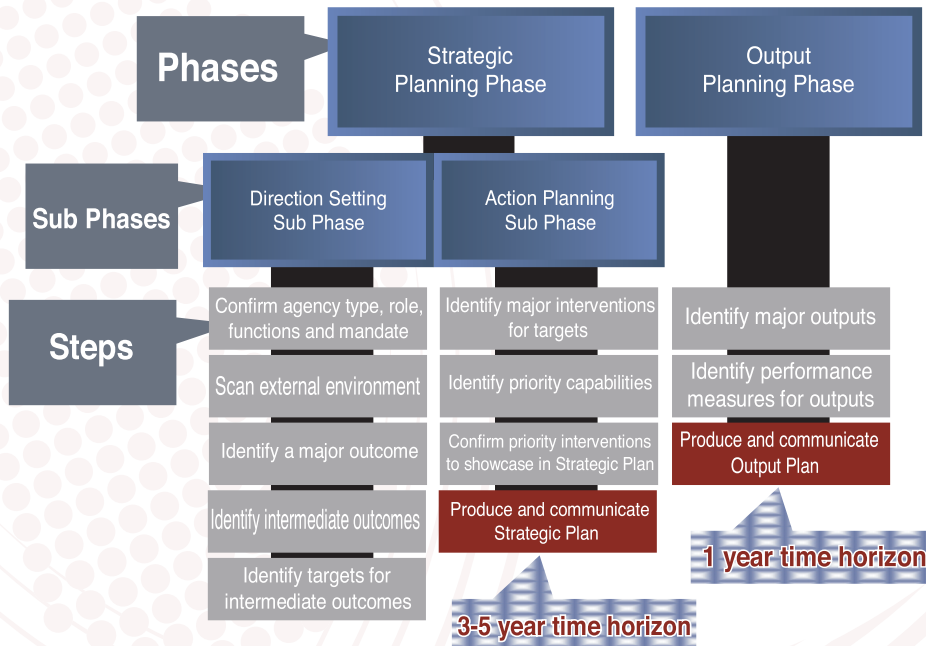 Phases
Strategic
Planning Phase
Output
Planning Phase
Sub Phases
Direction Setting
Sub Phase
Action Planning
Sub Phase
Steps
Confirm agency type, role,
functions and mandate
Scan external environment
Identify a major outcome
Identify intermediate outcomes
Identify targets for
intermediate outcomes
Identify major interventions
for targets
Identify priority capabilities
Confirm priority interventions
to showcase in Strategic Plan
Produce and communicate
Strategic Plan
3-5 year time horizon
Identify major outputs
Identify performance
measures for outputs
Produce and communicate
Output Plan
1 year time horizon